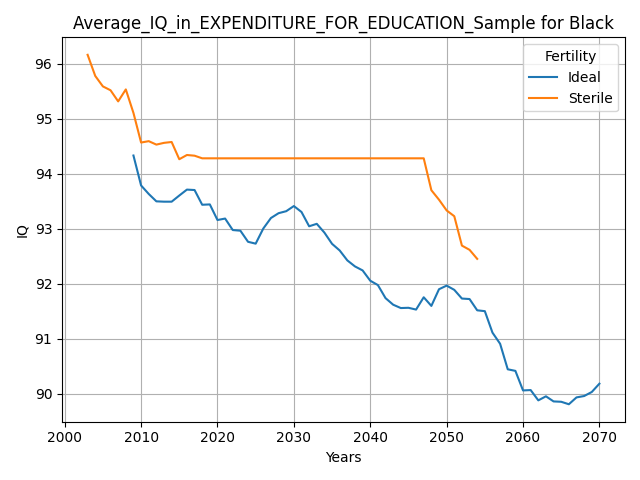 Average_IQ_in_EXPENDITURE_FOR_EDUCATION_Sample for Black
Fertility
Ideal
Sterile
IQ
96
95
94
93
92
91
90
2000 2010 2020 2030 2040 2050 2060 2070
Years